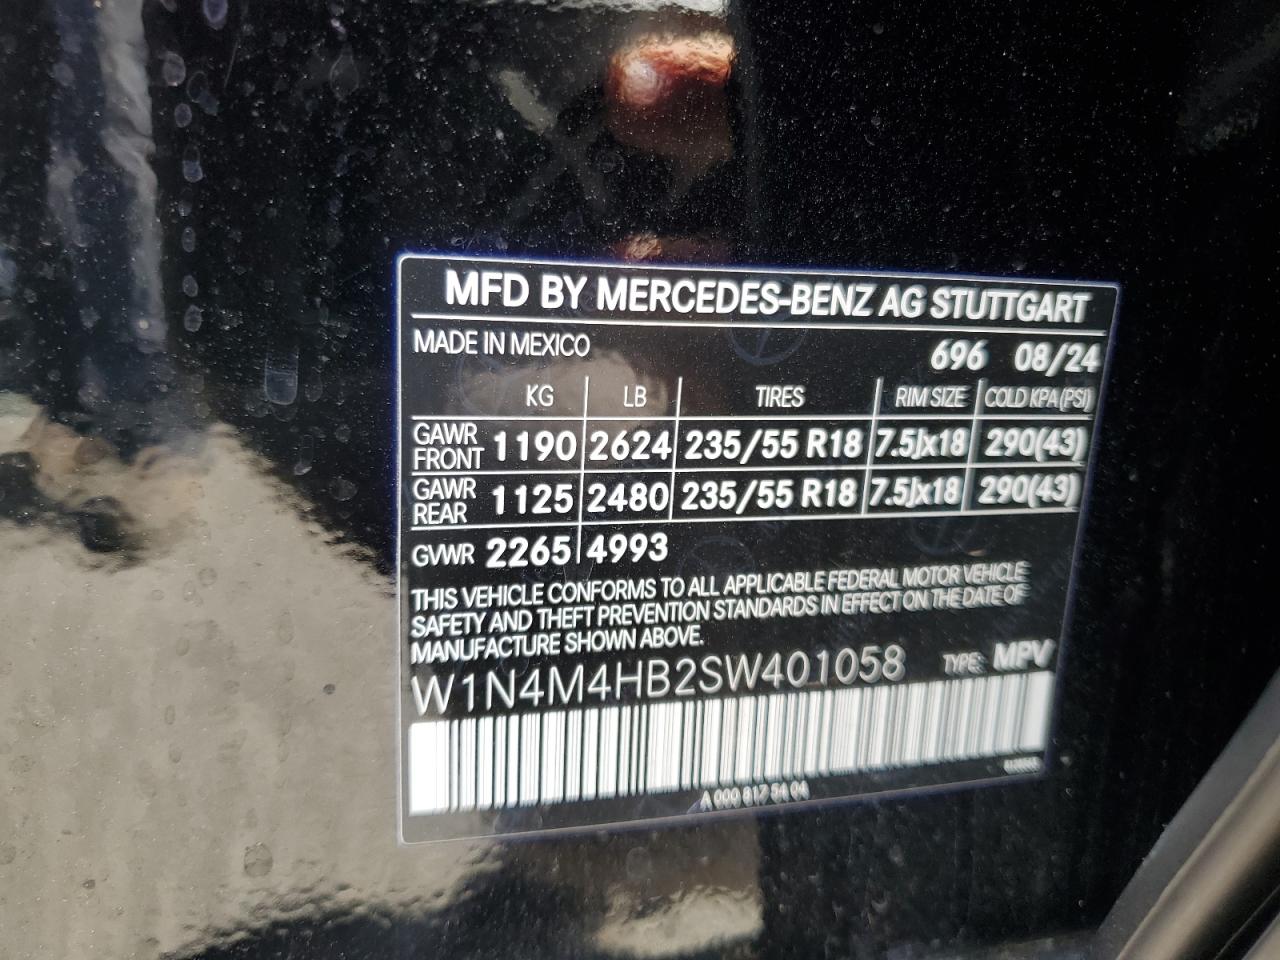 MFD BY MERCEDES-BENZ AG STUTTGART
MADE IN MEXICO 696 08/24
KG LB TIRES RIM SIZE COLD KPA (PSI)
GAWR FRONT 1190 2624 235/55 R18 7.5Jx18 290(43)
GAWR REAR 1125 2480 235/55 R18 7.5Jx18 290(43)
GVWR 2265 4993
THIS VEHICLE CONFORMS TO ALL APPLICABLE FEDERAL MOTOR VEHICLE
SAFETY AND THEFT PREVENTION STANDARDS IN EFFECT ON THE DATE OF
MANUFACTURE SHOWN ABOVE.
W1N4M4HB2SW401058 TYPE: MPV
A 000 817 54 04